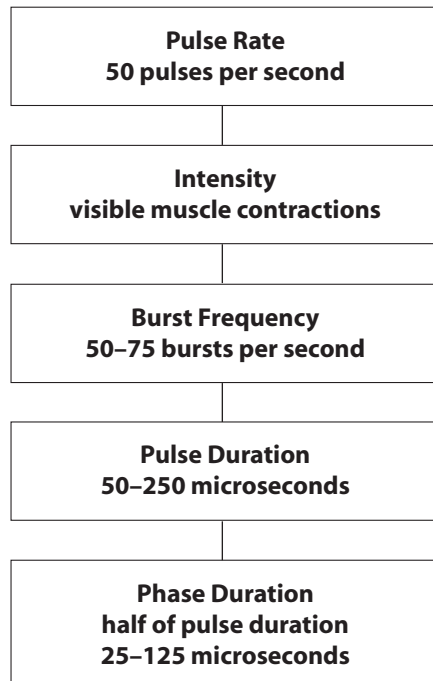 Pulse Rate
50 pulses per second
Intensity
visible muscle contractions
Burst Frequency
50–75 bursts per second
Pulse Duration
50–250 microseconds
Phase Duration
half of pulse duration
25–125 microseconds